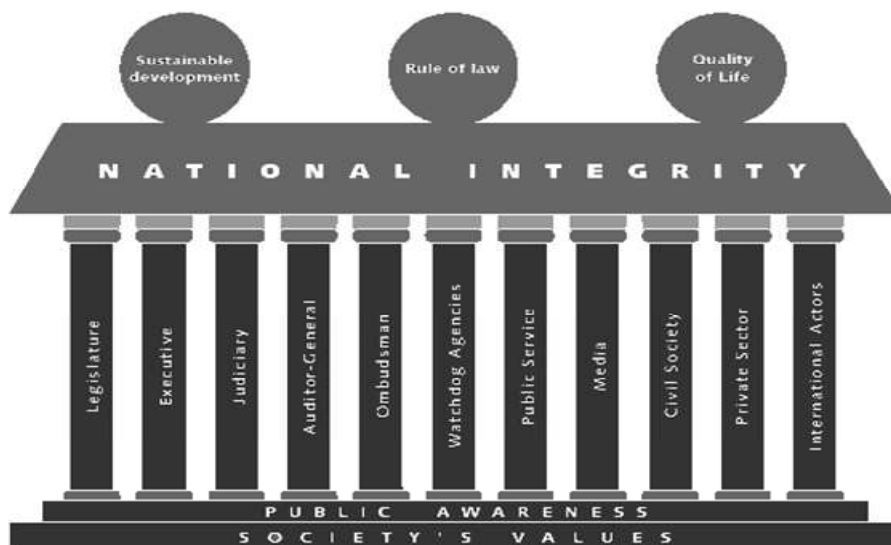 Sustainable
development
Rule of law
Quality
of Life
NATIONAL INTEGRITY
Legislature
Executive
Judiciary
Auditor-General
Ombudsman
Watchdog Agencies
Public Service
Media
Civil Society
Private Sector
International Actors
PUBLIC AWARENESS
SOCIETY'S VALUES